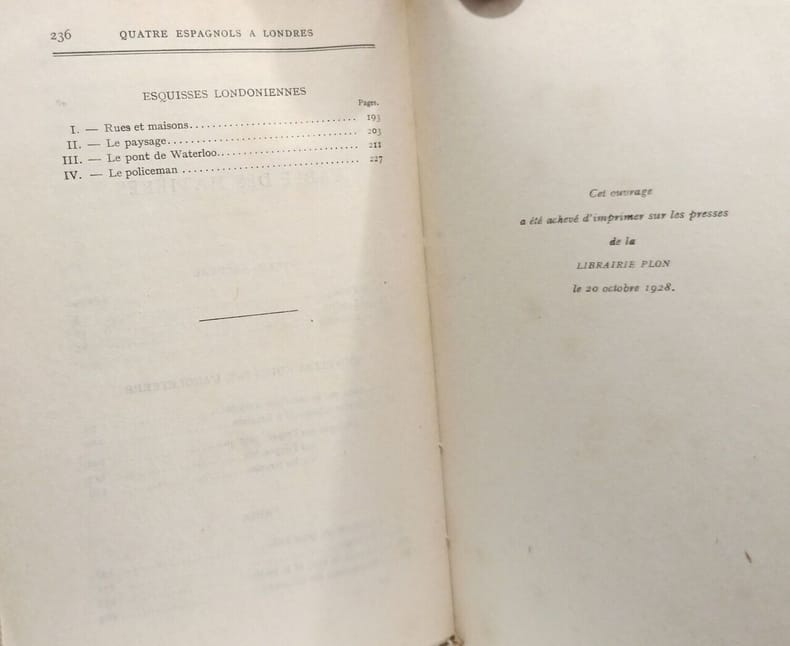 236 QUATRE ESPAGNOLS A LONDRES
ESQUISSES LONDONIENNES
Pages.
I. — Rues et maisons.................................. 193
II. — Le paysage...................................... 203
III. — Le pont de Waterloo............................ 211
IV. — Le policeman .................................. 227
Cet ouvrage
a été achevé d'imprimer sur les presses
de la
LIBRAIRIE PLON
le 20 octobre 1928.